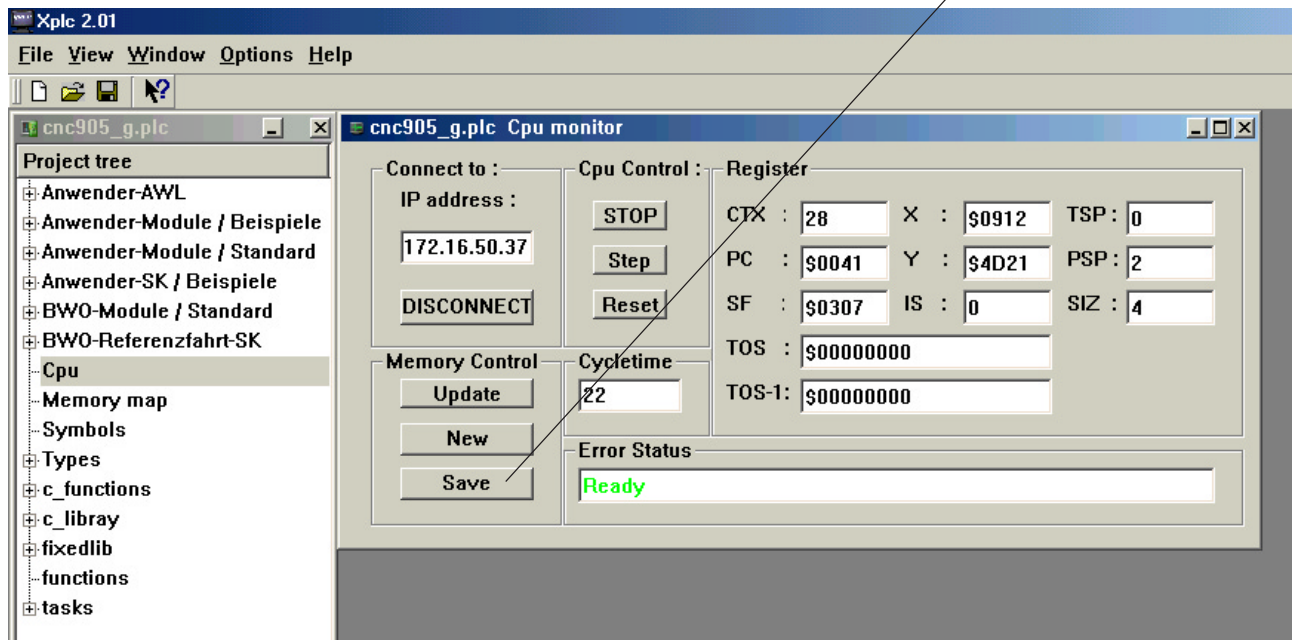 Xplc 2.01
File View Window Options Help
cnc905_g.plc
Project tree
Anwender-AWL
Anwender-Module / Beispiele
Anwender-Module / Standard
Anwender-SK / Beispiele
BWO-Module / Standard
BWO-Referenzfahrt-SK
Cpu
Memory map
Symbols
Types
c_functions
c_libray
fixedlib
functions
tasks
cnc905_g.plc Cpu monitor
Connect to :
IP address :
172.16.50.37
DISCONNECT
Cpu Control :
STOP
Step
Reset
Register
CTX : 28 X : $0912 TSP : 0
PC : $0041 Y : $4D21 PSP : 2
SF : $0307 IS : 0 SIZ : 4
TOS : $00000000
TOS-1: $00000000
Memory Control
Update
New
Save
Cycletime
22
Error Status
Ready